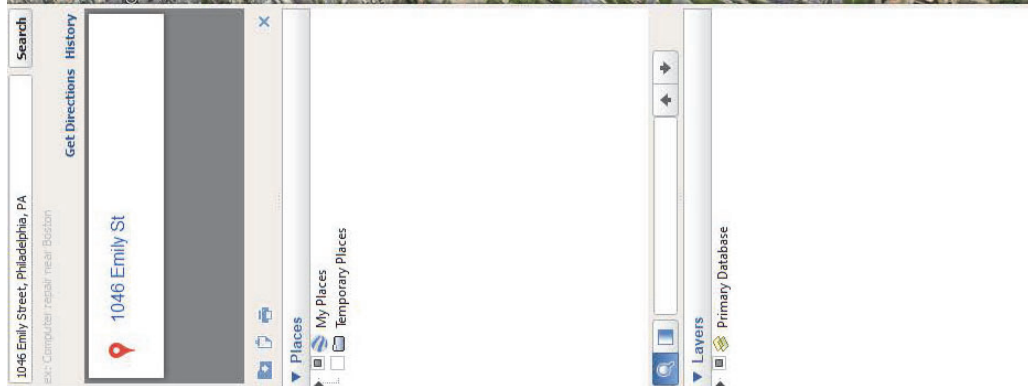 1046 Emily Street, Philadelphia, PA
Search
ex: Computer repair near Boston
Get Directions History
1046 Emily St
Places
My Places
Temporary Places
Layers
Primary Database